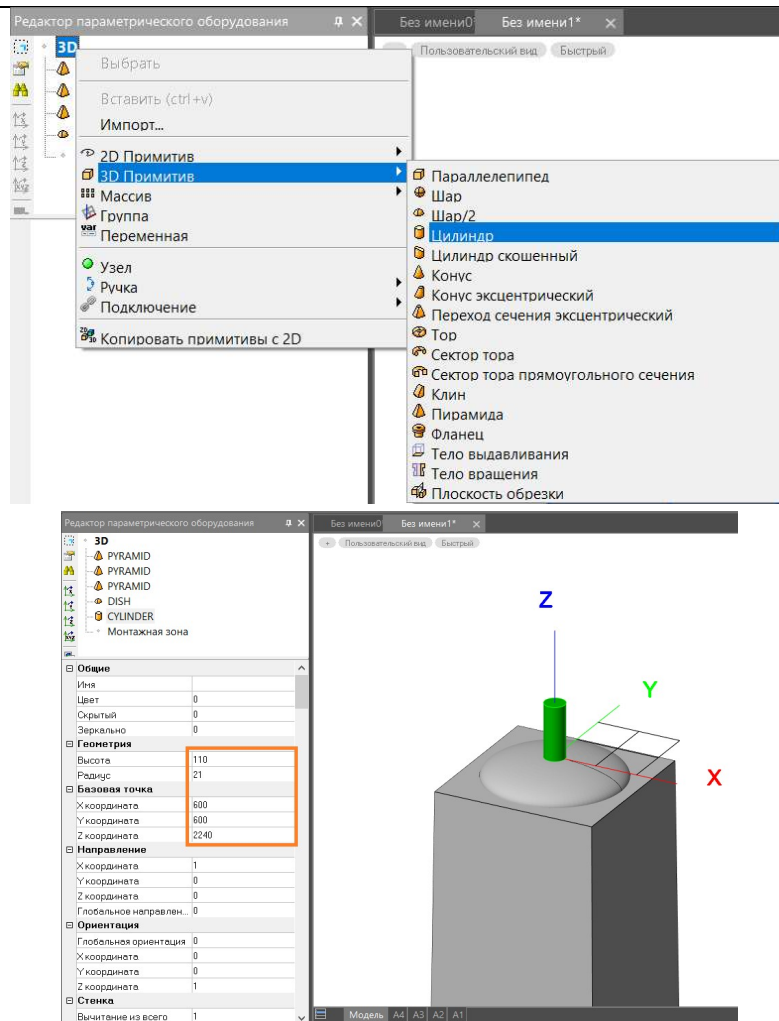 Редактор параметрического оборудования
Без имени0*
Без имени1*
3D
Пользовательский вид
Быстрый
Выбрать
Вставить (ctrl+v)
Импорт...
2D Примитив
3D Примитив
Массив
Группа
Переменная
Узел
Ручка
Подключение
Копировать примитивы с 2D
Параллелепипед
Шар
Шар/2
Цилиндр
Цилиндр скошенный
Конус
Конус эксцентрический
Переход сечения эксцентрический
Тор
Сектор тора
Сектор тора прямоугольного сечения
Клин
Пирамида
Фланец
Тело выдавливания
Тело вращения
Плоскость обрезки
Редактор параметрического оборудования
Без имени0
Без имени1*
3D
PYRAMID
PYRAMID
PYRAMID
DISH
CYLINDER
Монтажная зона
+ Пользовательский вид Быстрый
Общие
Имя
Цвет 0
Скрытый 0
Зеркально 0
Геометрия
Высота 110
Радиус 21
Базовая точка
X координата 600
Y координата 600
Z координата 2240
Направление
X координата 1
Y координата 0
Z координата 0
Глобальное направлен... 0
Ориентация
Глобальная ориентация 0
X координата 0
Y координата 0
Z координата 1
Стенка
Вычитание из всего 1
Z
Y
X
Модель A4 A3 A2 A1